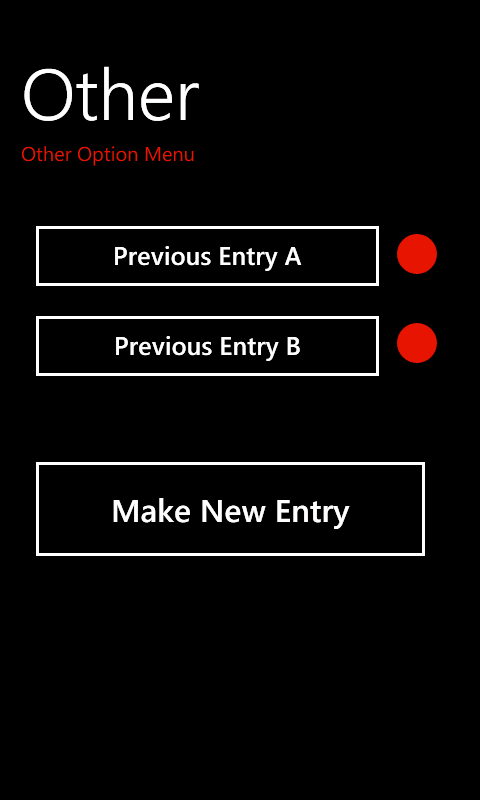 Other
Other Option Menu
Previous Entry A
Previous Entry B
Make New Entry